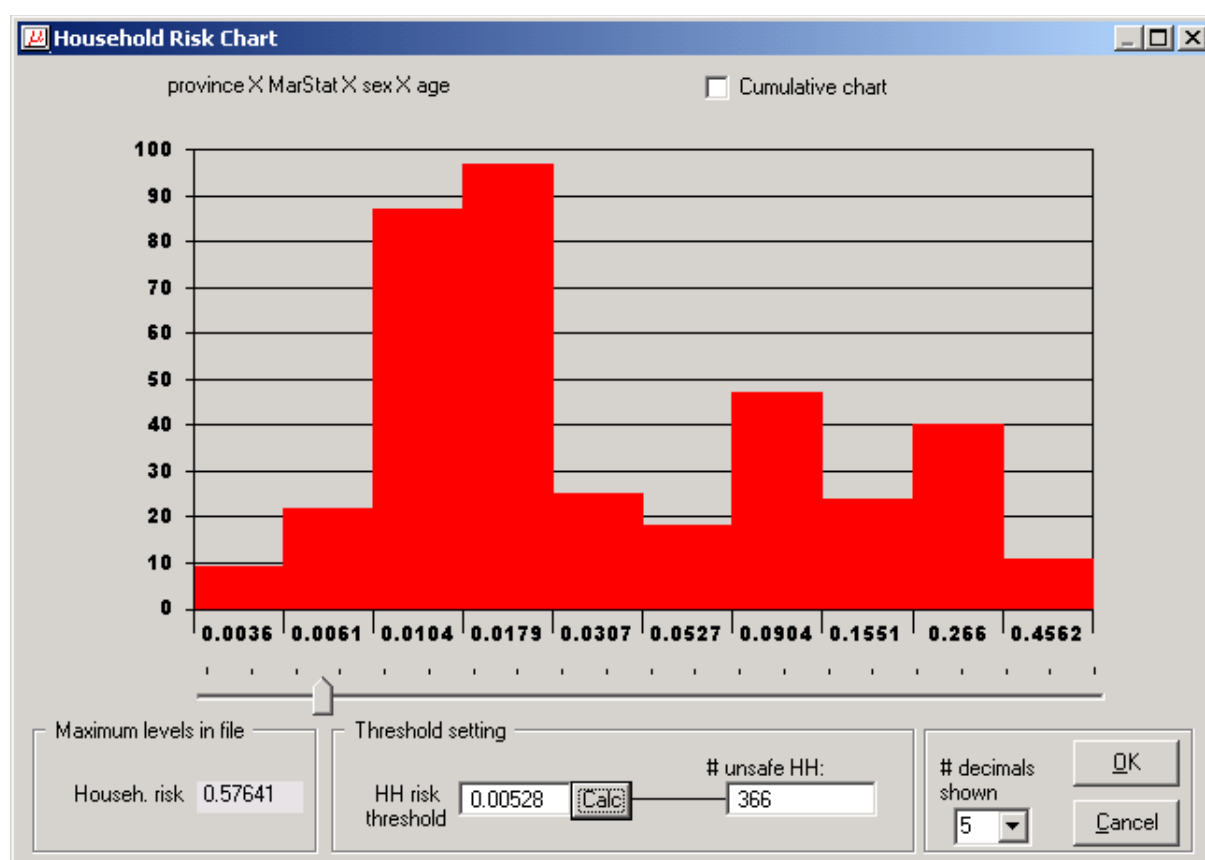 μ Household Risk Chart
province X MarStat X sex X age
Cumulative chart
100
90
80
70
60
50
40
30
20
10
0
0.0036 0.0061 0.0104 0.0179 0.0307 0.0527 0.0904 0.1551 0.266 0.4562
Maximum levels in file
Househ. risk 0.57641
Threshold setting
HH risk
threshold
0.00528 Calc
# unsafe HH:
366
# decimals
shown
5
OK
Cancel